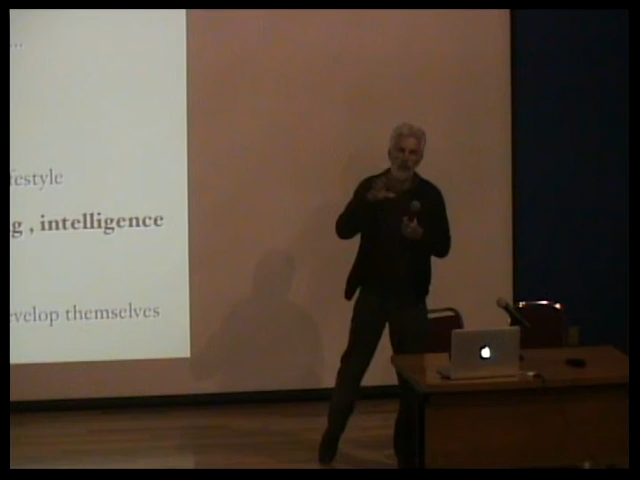 ...
festyle
g , intelligence
velop themselves